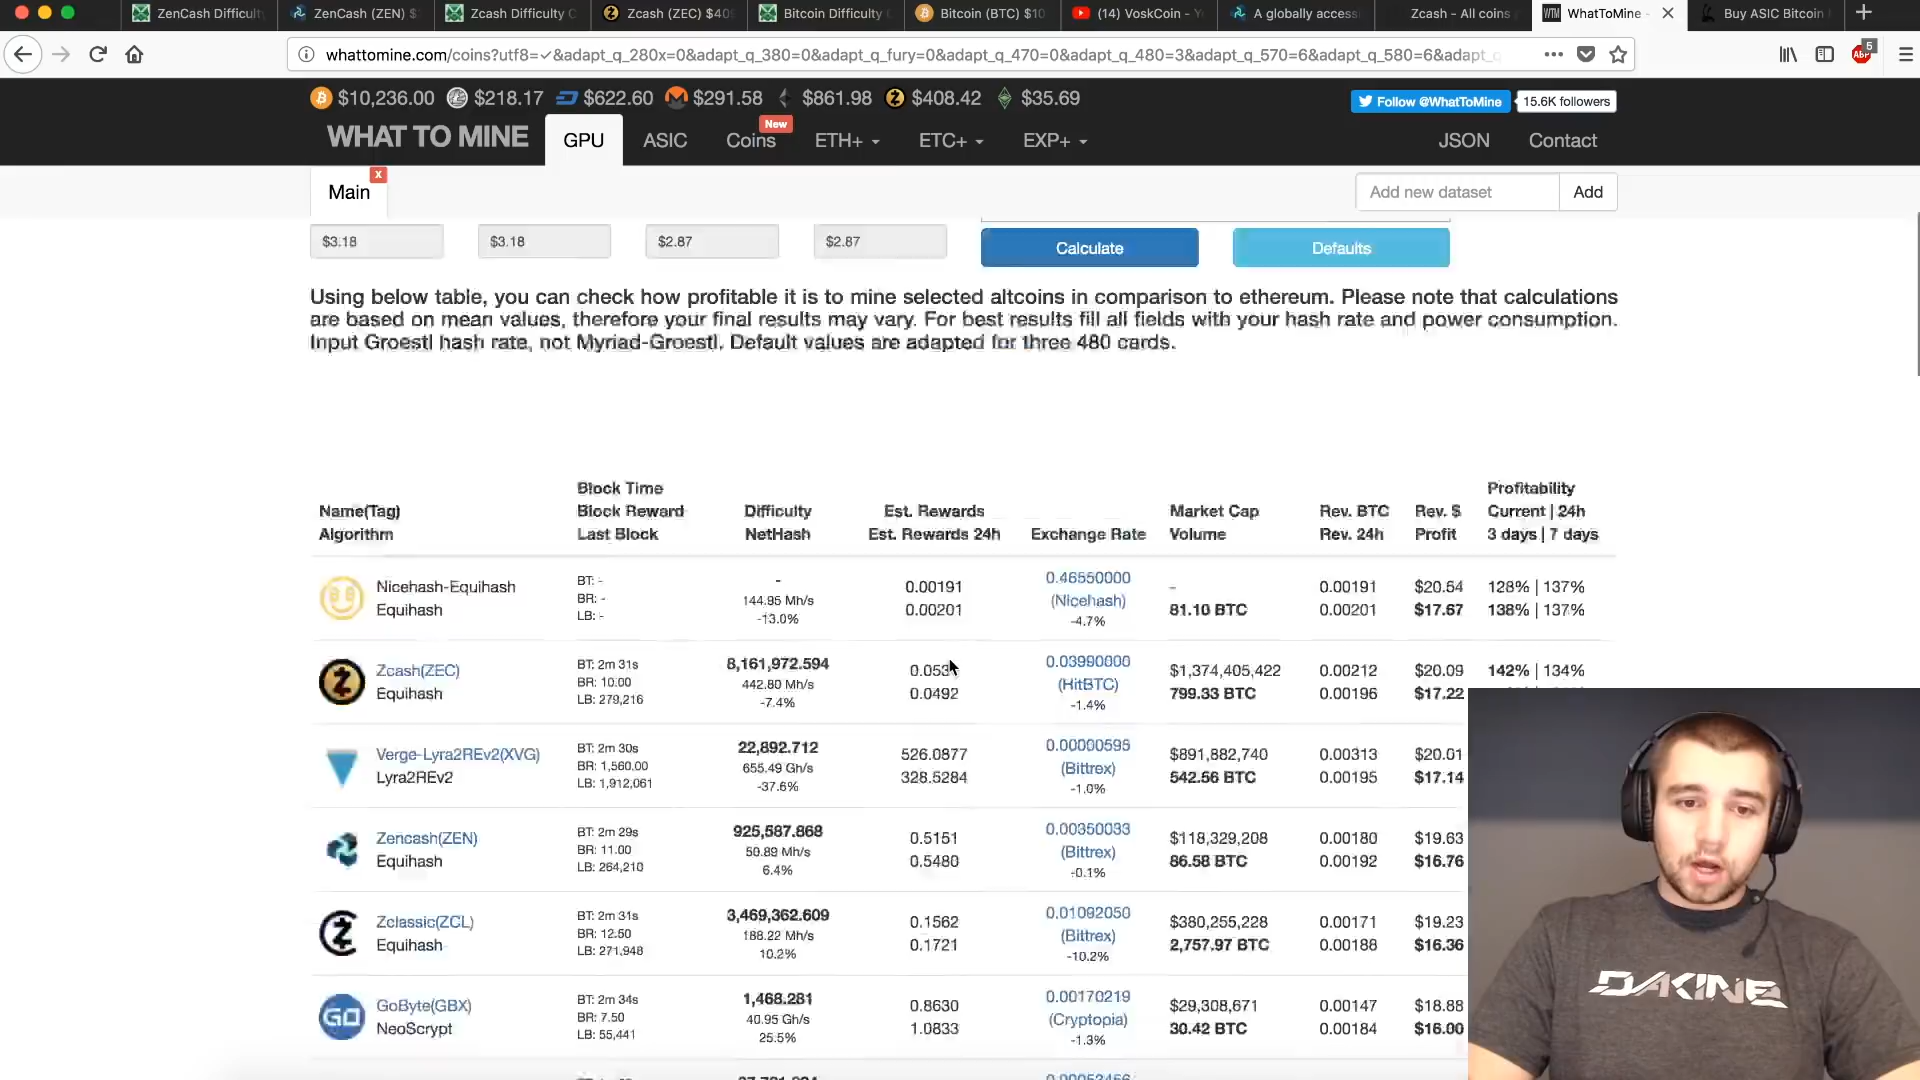 ZenCash Difficult
ZenCash (ZEN) $
Zcash Difficulty C
Zcash (ZEC) $40
Bitcoin Difficulty
Bitcoin (BTC) $10
(14) VoskCoin - Y
A globally access
Zcash - All coins
WhatToMine
Buy ASIC Bitcoin
whattomine.com/coins?utf8=✓&adapt_q_280x=0&adapt_q_380=0&adapt_q_fury=0&adapt_q_470=0&adapt_q_480=3&adapt_q_570=6&adapt_q_580=6&adapt_q
5
$10,236.00 $218.17 $622.60 $291.58 $861.98 $408.42 $35.69
Follow @WhatToMine 15.6K followers
WHAT TO MINE GPU ASIC Coins New ETH+ ETC+ EXP+ JSON Contact
Main x
Add new dataset Add
$3.18 $3.18 $2.87 $2.87 Calculate Defaults
Using below table, you can check how profitable it is to mine selected altcoins in comparison to ethereum. Please note that calculations
are based on mean values, therefore your final results may vary. For best results fill all fields with your hash rate and power consumption.
Input Groestl hash rate, not Myriad-Groestl. Default values are adapted for three 480 cards.
Name(Tag)
Algorithm
Block Time
Block Reward
Last Block
Difficulty
NetHash
Est. Rewards
Est. Rewards 24h
Exchange Rate
Market Cap
Volume
Rev. BTC
Rev. 24h
Rev. $
Profit
Profitability
Current | 24h
3 days | 7 days
Nicehash-Equihash
Equihash
BT: -
BR: -
LB: -
-
144.95 Mh/s
-13.0%
0.00191
0.00201
0.46550000
(Nicehash)
-4.7%
-
81.10 BTC
0.00191
0.00201
$20.54
$17.67
128% | 137%
138% | 137%
Zcash(ZEC)
Equihash
BT: 2m 31s
BR: 10.00
LB: 279,216
8,161,972.594
442.80 Mh/s
-7.4%
0.053
0.0492
0.03990000
(HitBTC)
-1.4%
$1,374,405,422
799.33 BTC
0.00212
0.00196
$20.09
$17.22
142% | 134%
Verge-Lyra2REv2(XVG)
Lyra2REv2
BT: 2m 30s
BR: 1,560.00
LB: 1,912,061
22,892.712
655.49 Gh/s
-37.6%
526.0877
328.5284
0.00000595
(Bittrex)
-1.0%
$891,882,740
542.56 BTC
0.00313
0.00195
$20.01
$17.14
Zencash(ZEN)
Equihash
BT: 2m 29s
BR: 11.00
LB: 264,210
925,587.868
50.89 Mh/s
6.4%
0.5151
0.5480
0.00350033
(Bittrex)
-0.1%
$118,329,208
86.58 BTC
0.00180
0.00192
$19.63
$16.76
Zclassic(ZCL)
Equihash
BT: 2m 31s
BR: 12.50
LB: 271,948
3,469,362.609
188.22 Mh/s
10.2%
0.1562
0.1721
0.01092050
(Bittrex)
-10.2%
$380,255,228
2,757.97 BTC
0.00171
0.00188
$19.23
$16.36
GoByte(GBX)
NeoScrypt
BT: 2m 34s
BR: 7.50
LB: 55,441
1,468.281
40.95 Gh/s
25.5%
0.8630
1.0833
0.00170219
(Cryptopia)
-1.3%
$29,308,671
30.42 BTC
0.00147
0.00184
$18.88
$16.00
DAKINE